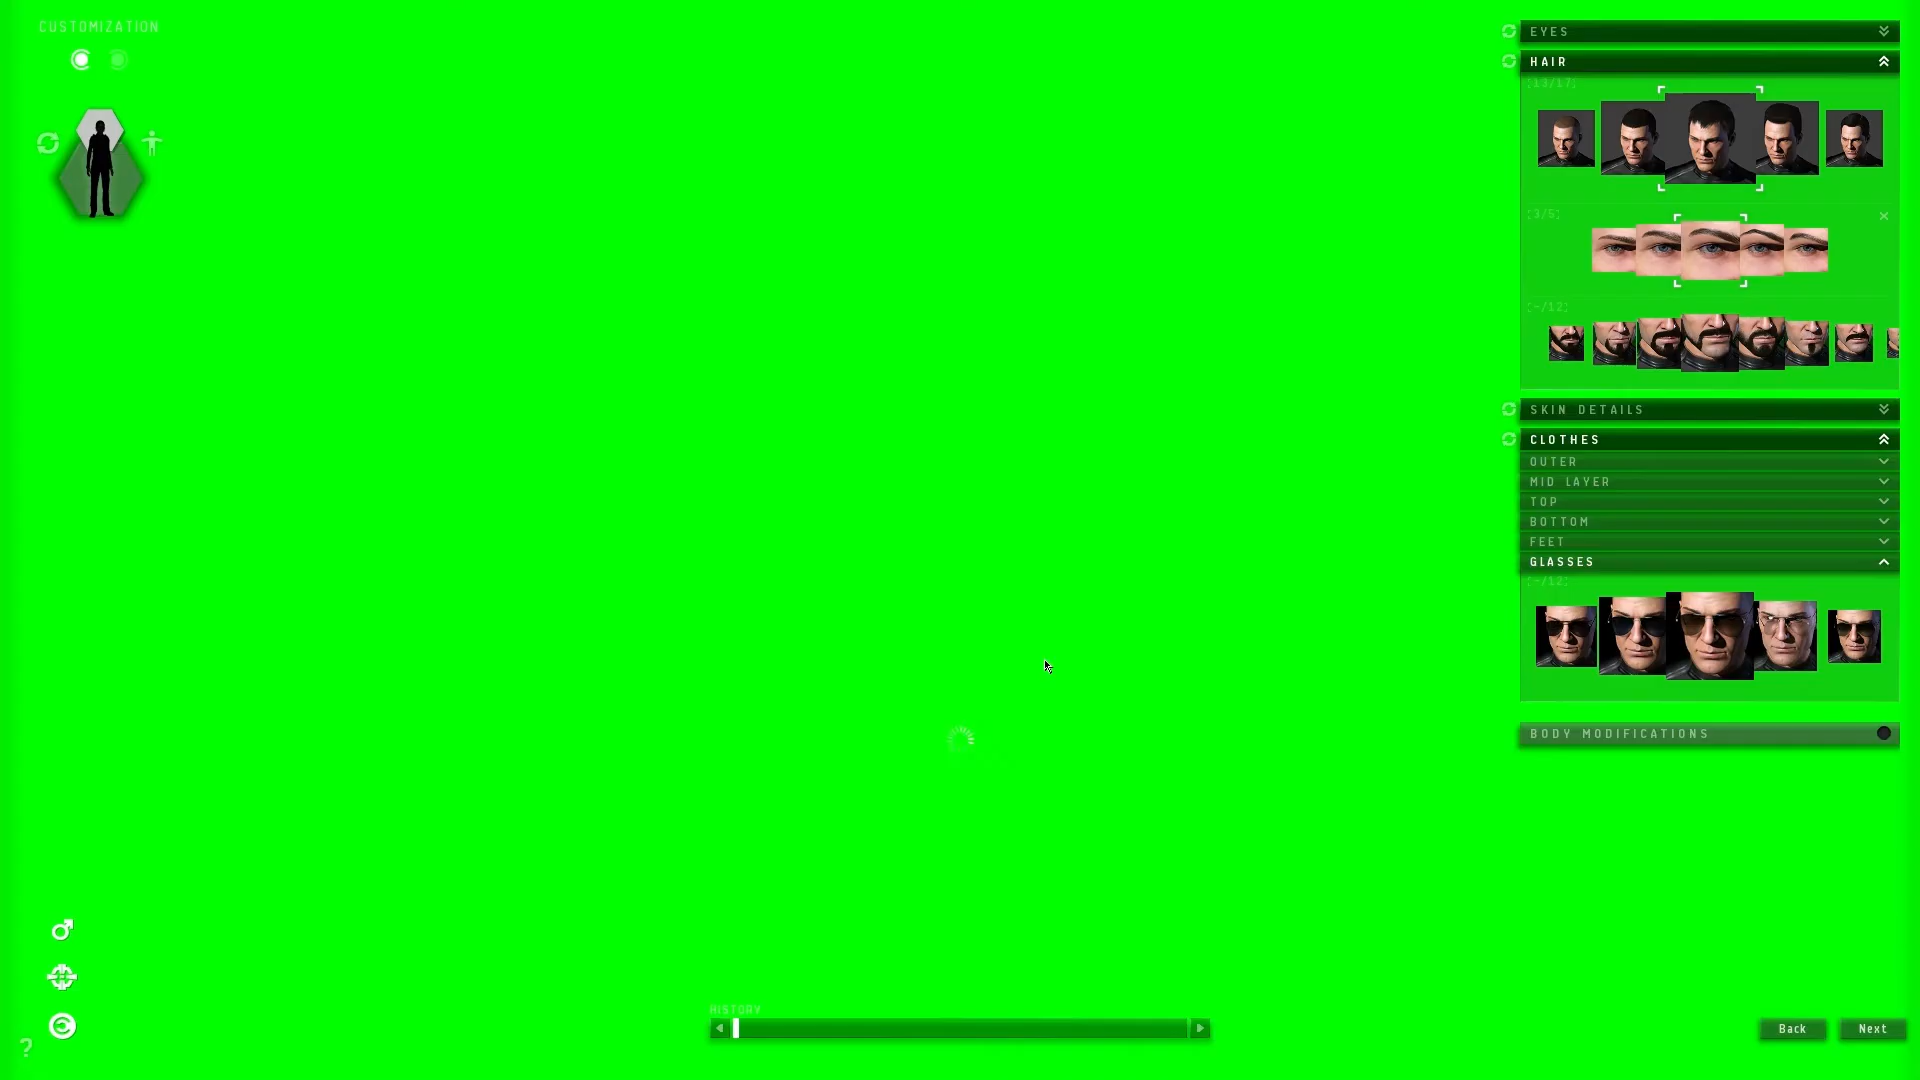 CUSTOMIZATION
EYES
HAIR
[13/17]
[3/5]
[-/12]
SKIN DETAILS
CLOTHES
OUTER
MID LAYER
TOP
BOTTOM
FEET
GLASSES
[-/12]
BODY MODIFICATIONS
HISTORY
Back
Next
?